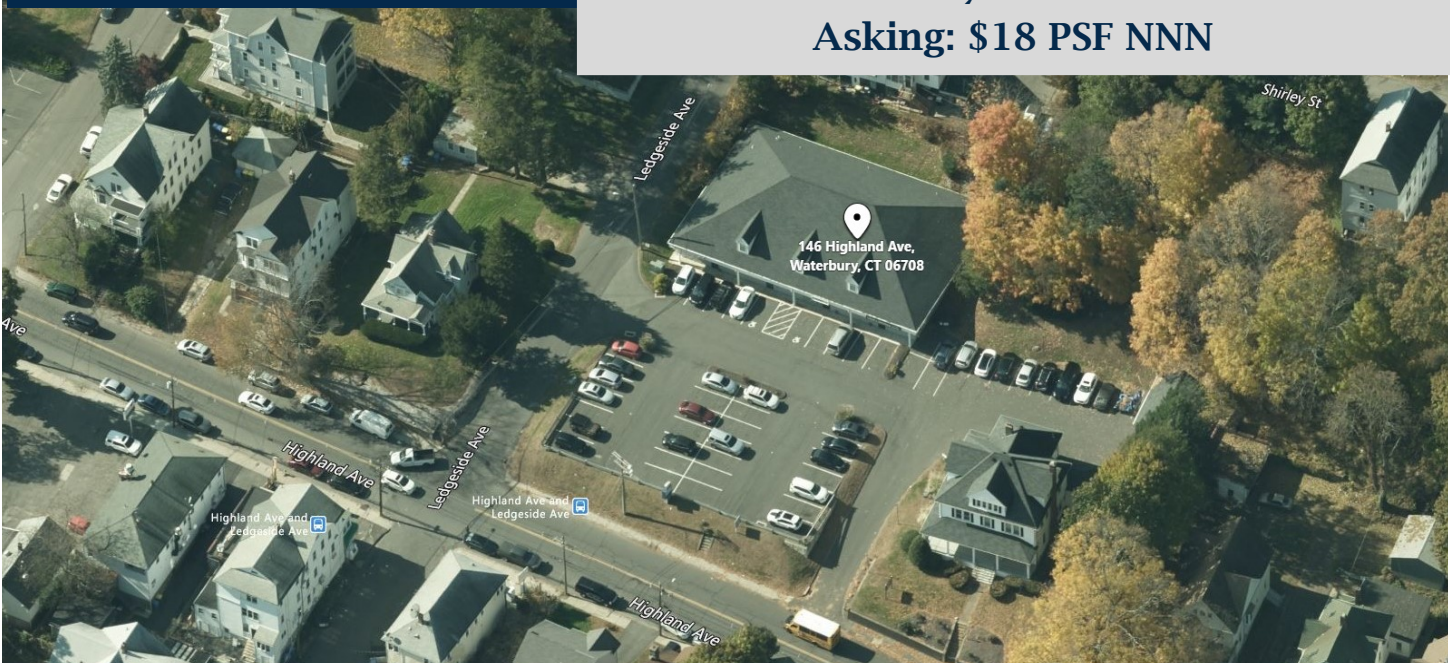 Asking: $18 PSF NNN
Shirley St
Ledgeside Ave
146 Highland Ave,
Waterbury, CT 06708
Ave
Highland Ave
Ledgeside Ave
Highland Ave and
Ledgeside Ave
Highland Ave and
Ledgeside Ave
Highland Ave